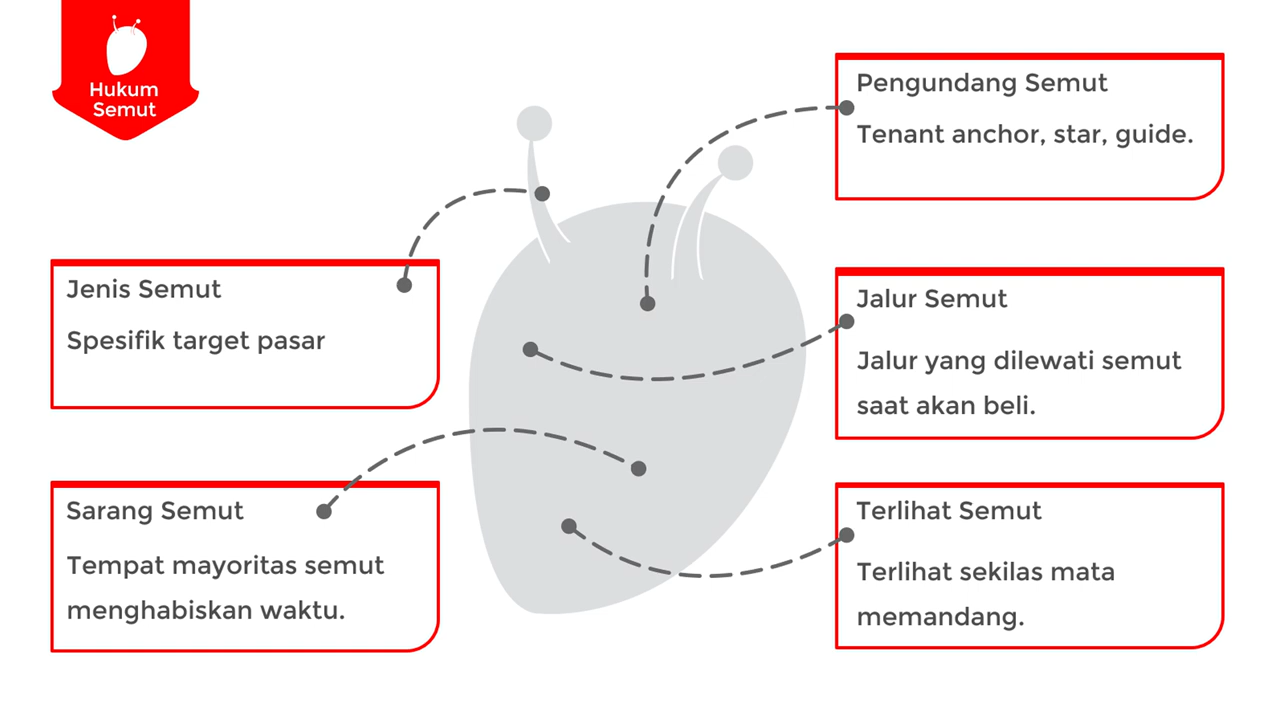 Hukum
Semut
Jenis Semut
Spesifik target pasar
Sarang Semut
Tempat mayoritas semut
menghabiskan waktu.
Pengundang Semut
Tenant anchor, star, guide.
Jalur Semut
Jalur yang dilewati semut
saat akan beli.
Terlihat Semut
Terlihat sekilas mata
memandang.